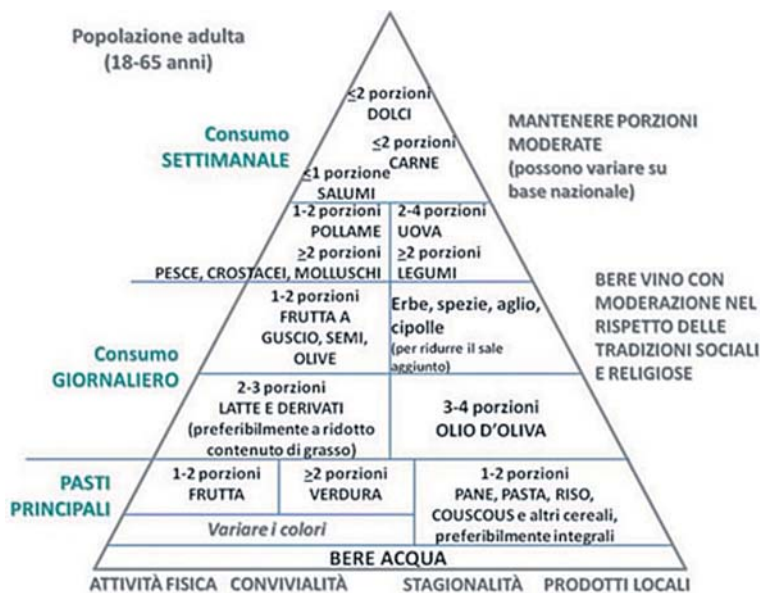 Popolazione adulta
(18-65 anni)
≤2 porzioni
DOLCI
Consumo
SETTIMANALE
≤2 porzioni
CARNE
≤1 porzione
SALUMI
MANTENERE PORZIONI
MODERATE
(possono variare su
base nazionale)
1-2 porzioni
POLLAME
2-4 porzioni
UOVA
≥2 porzioni
PESCE, CROSTACEI, MOLLUSCHI
≥2 porzioni
LEGUMI
BERE VINO CON
MODERAZIONE NEL
RISPETTO DELLE
TRADIZIONI SOCIALI
E RELIGIOSE
Consumo
GIORNALIERO
1-2 porzioni
FRUTTA A
GUSCIO, SEMI,
OLIVE
Erbe, spezie, aglio,
cipolle
(per ridurre il sale
aggiunto)
2-3 porzioni
LATTE E DERIVATI
(preferibilmente a ridotto
contenuto di grasso)
3-4 porzioni
OLIO D'OLIVA
PASTI
PRINCIPALI
1-2 porzioni
FRUTTA
≥2 porzioni
VERDURA
Variare i colori
1-2 porzioni
PANE, PASTA, RISO,
COUSCOUS e altri cereali,
preferibilmente integrali
BERE ACQUA
ATTIVITÀ FISICA CONVIVIALITÀ STAGIONALITÀ PRODOTTI LOCALI